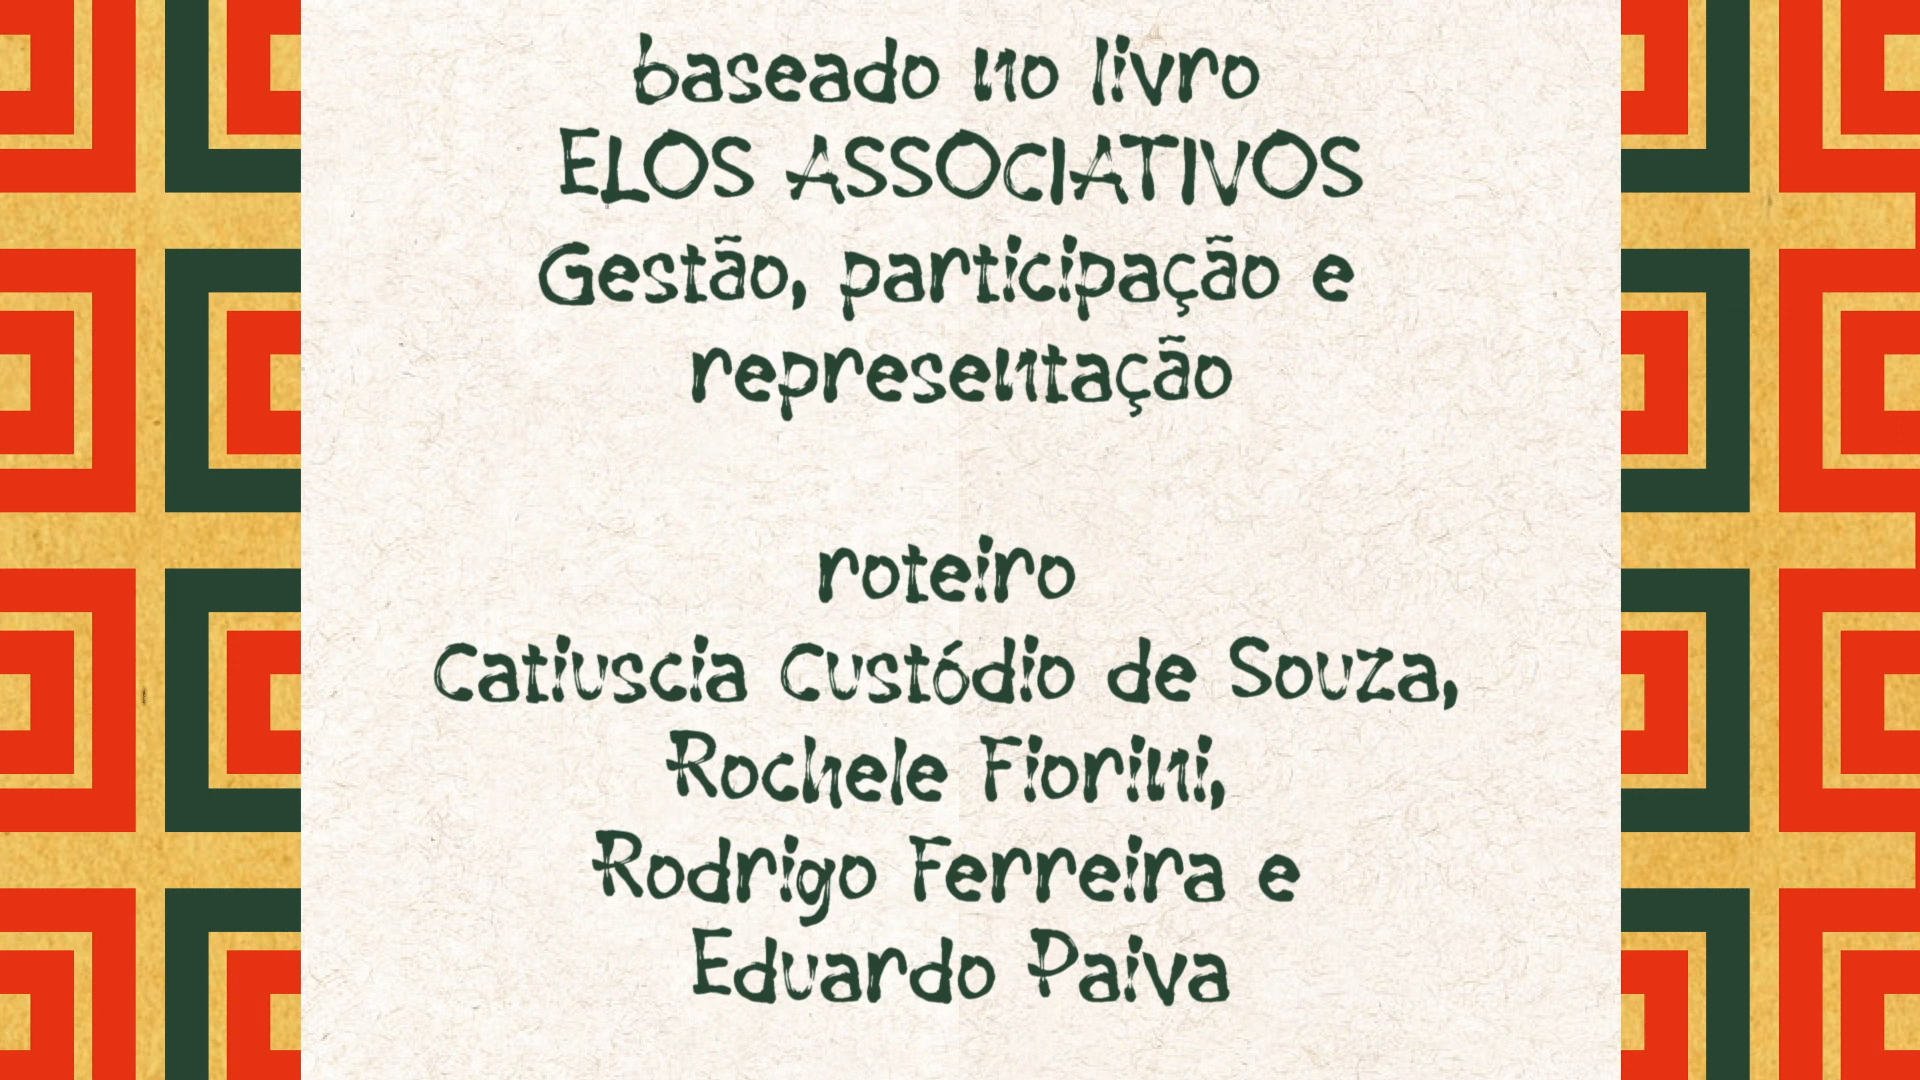 baseado no livro
ELOS ASSOCIATIVOS
Gestão, participação e
representação
roteiro
Catiuscia Custódio de Souza,
Rochele Fiorini,
Rodrigo Ferreira e
Eduardo Paiva